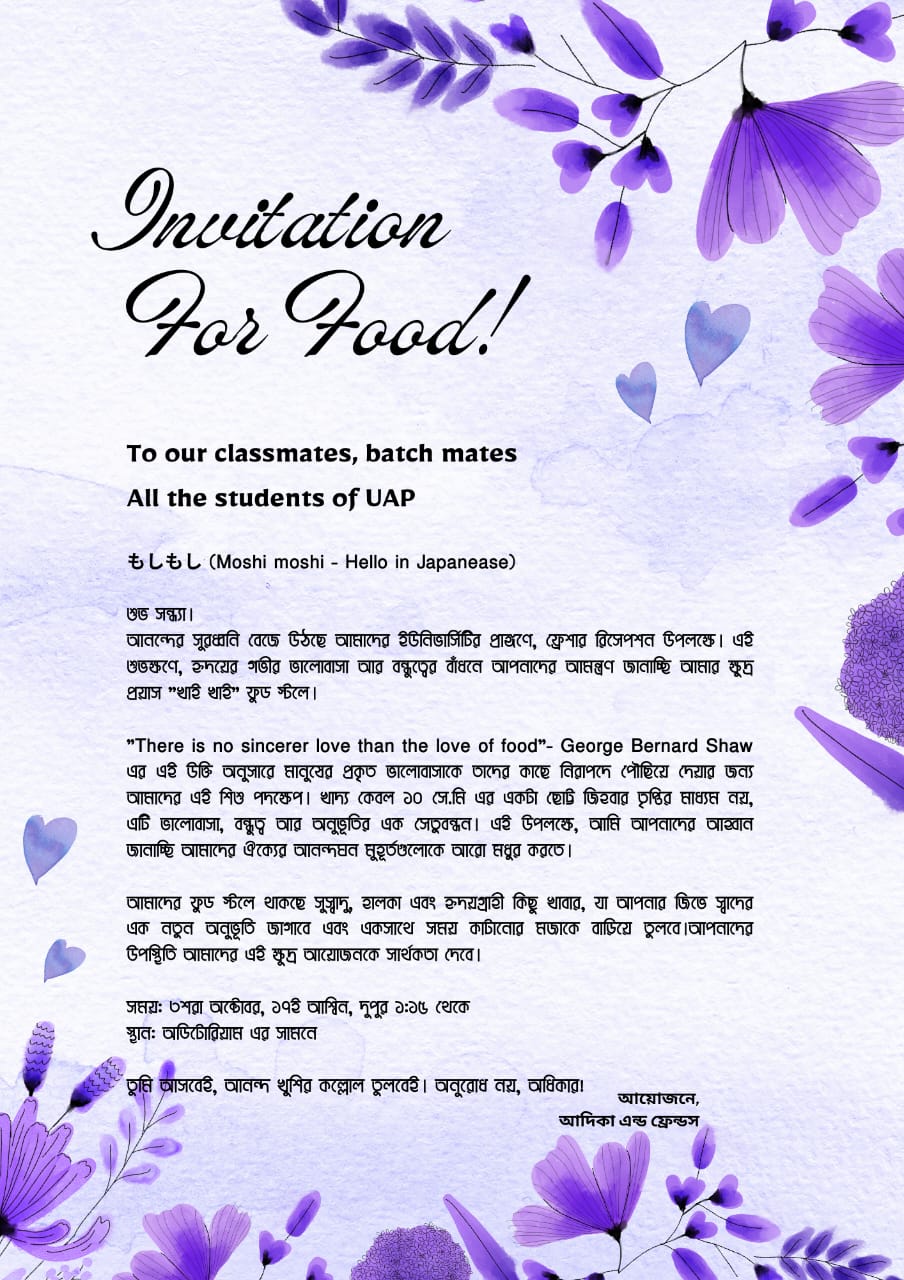 Invitation
For Food!
To our classmates, batch mates
All the students of UAP
もしもし (Moshi moshi - Hello in Japanease)
শুভ সন্ধ্যা।
আনন্দের সুরধ্বনি বেজে উঠছে আমাদের ইউনিভার্সিটির প্রাঙ্গণে, ফ্রেশার রিসেপশন উপলক্ষে। এই
শুভক্ষণে, হৃদয়ের গভীর ভালোবাসা আর বন্ধুত্বের বাঁধনে আপনাদের আমন্ত্রণ জানাচ্ছি আমার ক্ষুদ্র
প্রয়াস ”খাই খাই” ফুড স্টলে।
”There is no sincerer love than the love of food”- George Bernard Shaw
এর এই উক্তি অনুসারে মানুষের প্রকৃত ভালোবাসাকে তাদের কাছে নিরাপদে পৌছিয়ে দেয়ার জন্য
আমাদের এই শিশু পদক্ষেপ। খাদ্য কেবল ১০ সে.মি এর একটা ছোট্ট জিহবার তৃপ্তির মাধ্যম নয়,
এটি ভালোবাসা, বন্ধুত্ব আর অনুভূতির এক সেতুবন্ধন। এই উপলক্ষে, আমি আপনাদের আহ্বান
জানাচ্ছি আমাদের ঐক্যের আনন্দঘন মুহূর্তগুলোকে আরো মধুর করতে।
আমাদের ফুড স্টলে থাকছে সুস্বাদু, হালকা এবং হৃদয়গ্রাহী কিছু খাবার, যা আপনার জিভে স্বাদের
এক নতুন অনুভূতি জাগাবে এবং একসাথে সময় কাটানোর মজাকে বাড়িয়ে তুলবে।আপনাদের
উপস্থিতি আমাদের এই ক্ষুদ্র আয়োজনকে সার্থকতা দেবে।
সময়: ৩শরা অক্টোবর, ১৭ই আশ্বিন, দুপুর ১:১৫ থেকে
স্থান: অডিটোরিয়াম এর সামনে
তুমি আসবেই, আনন্দ খুশির কল্লোল তুলবেই। অনুরোধ নয়, অধিকার!
আয়োজনে,
আদিকা এন্ড ফ্রেন্ডস